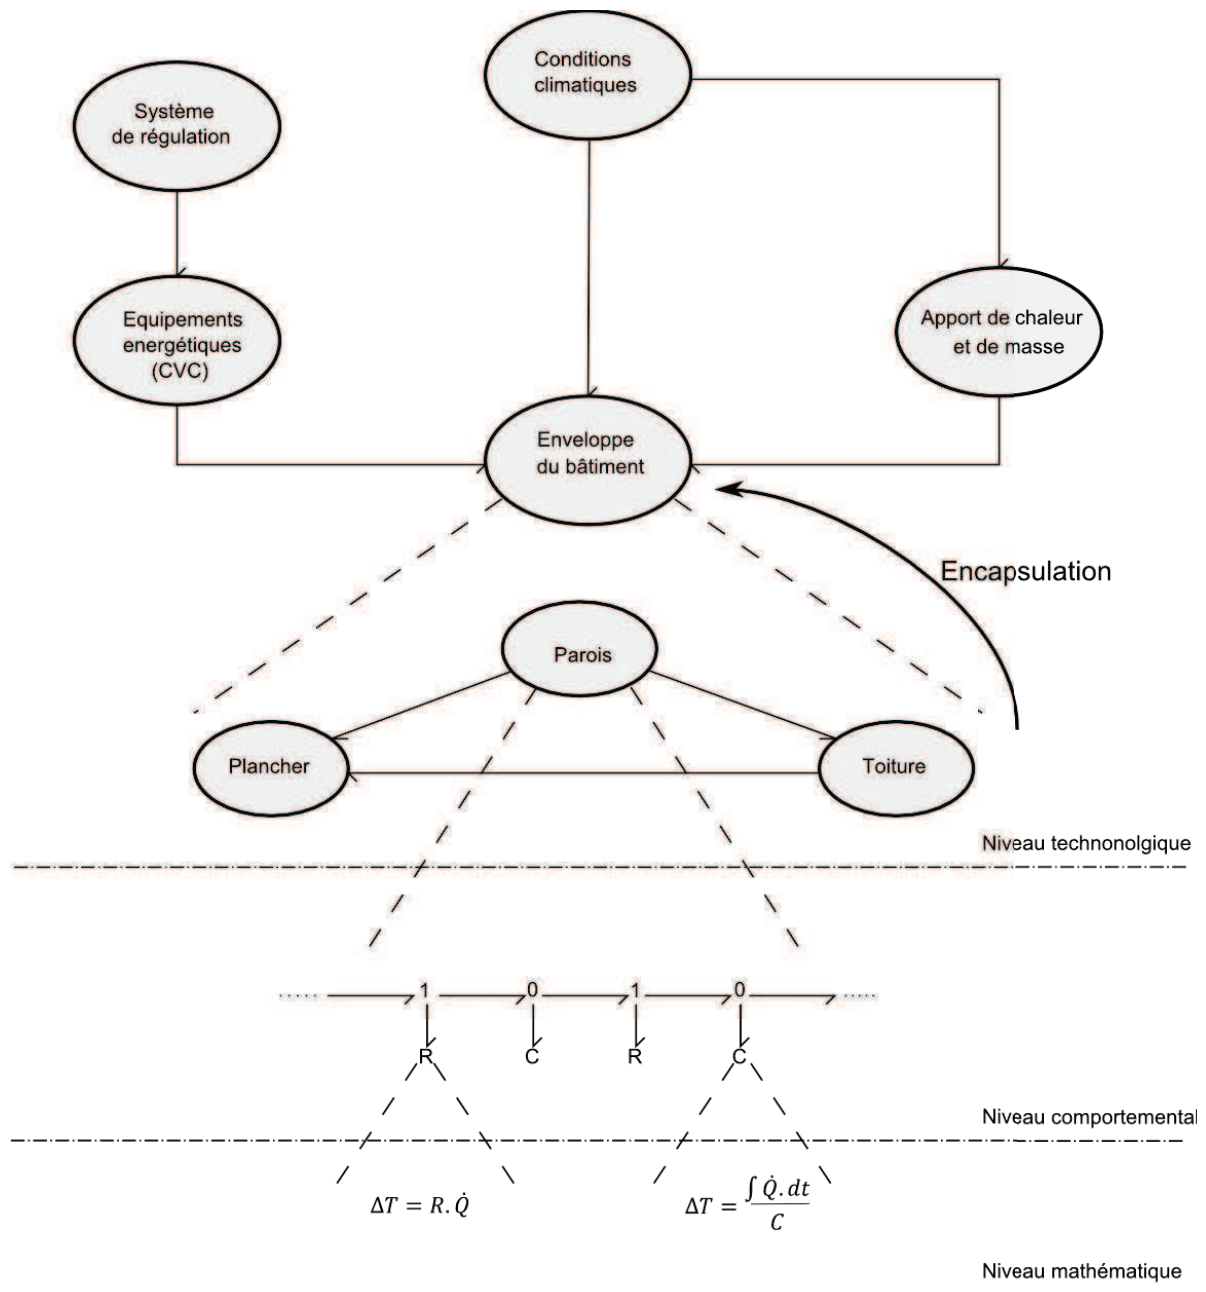 Conditions
climatiques
Système
de régulation
Equipements
energétiques
(CVC)
Apport de chaleur
et de masse
Enveloppe
du bâtiment
Encapsulation
Parois
Plancher
Toiture
Niveau technonolgique
..... 1 0 1 0 .....
R C R C
Niveau comportemental
ΔT = R. Q̇
ΔT = ∫ Q̇. dt / C
Niveau mathématique